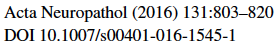 Acta Neuropathol (2016) 131:803–820
DOI 10.1007/s00401-016-1545-1